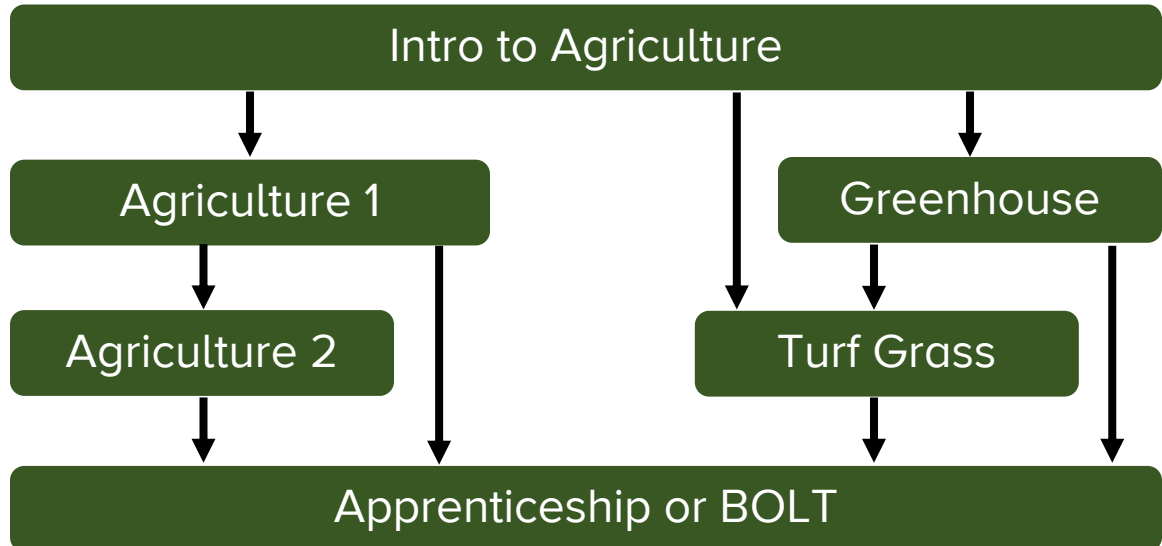 Intro to Agriculture
Agriculture 1
Greenhouse
Agriculture 2
Turf Grass
Apprenticeship or BOLT